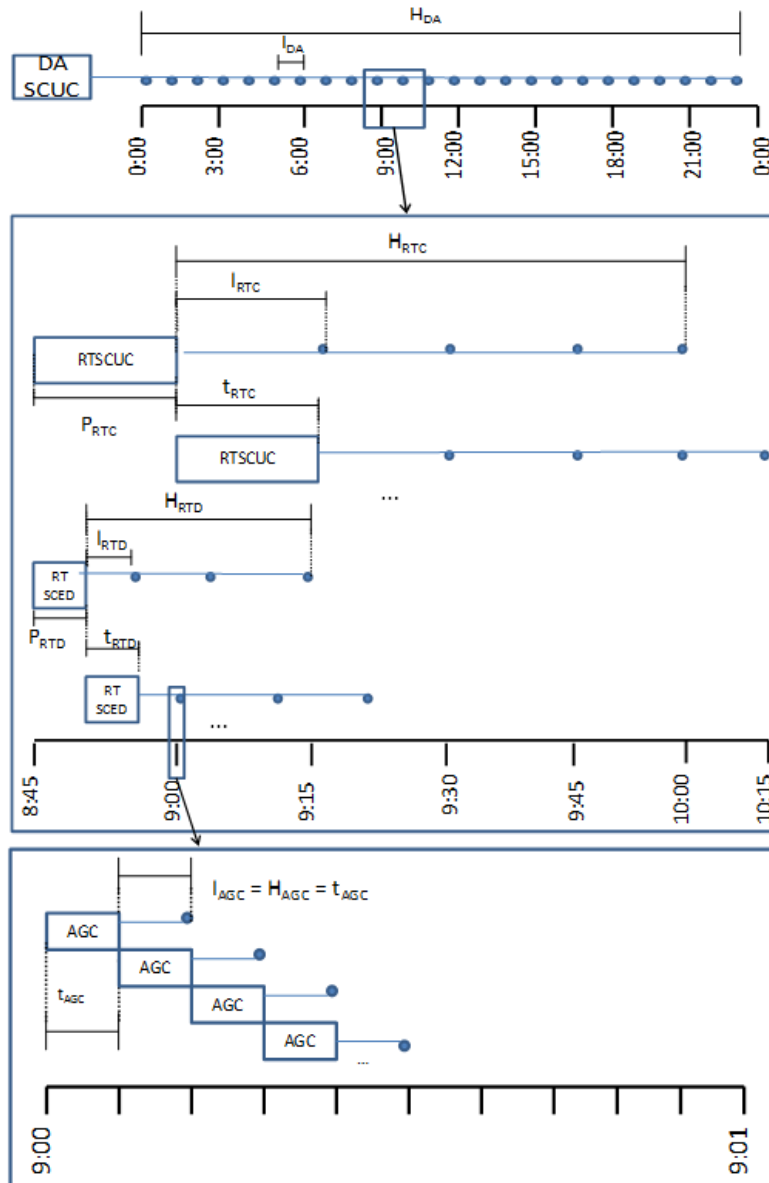 H_DA
I_DA
DA
SCUC
0:00
3:00
6:00
9:00
12:00
15:00
18:00
21:00
0:00
H_RTC
I_RTC
RTSCUC
t_RTC
P_RTC
RTSCUC
...
H_RTD
I_RTD
RT
SCED
P_RTD
t_RTD
RT
SCED
...
8:45
9:00
9:15
9:30
9:45
10:00
10:15
I_AGC = H_AGC = t_AGC
AGC
AGC
t_AGC
AGC
AGC
...
9:00
9:01